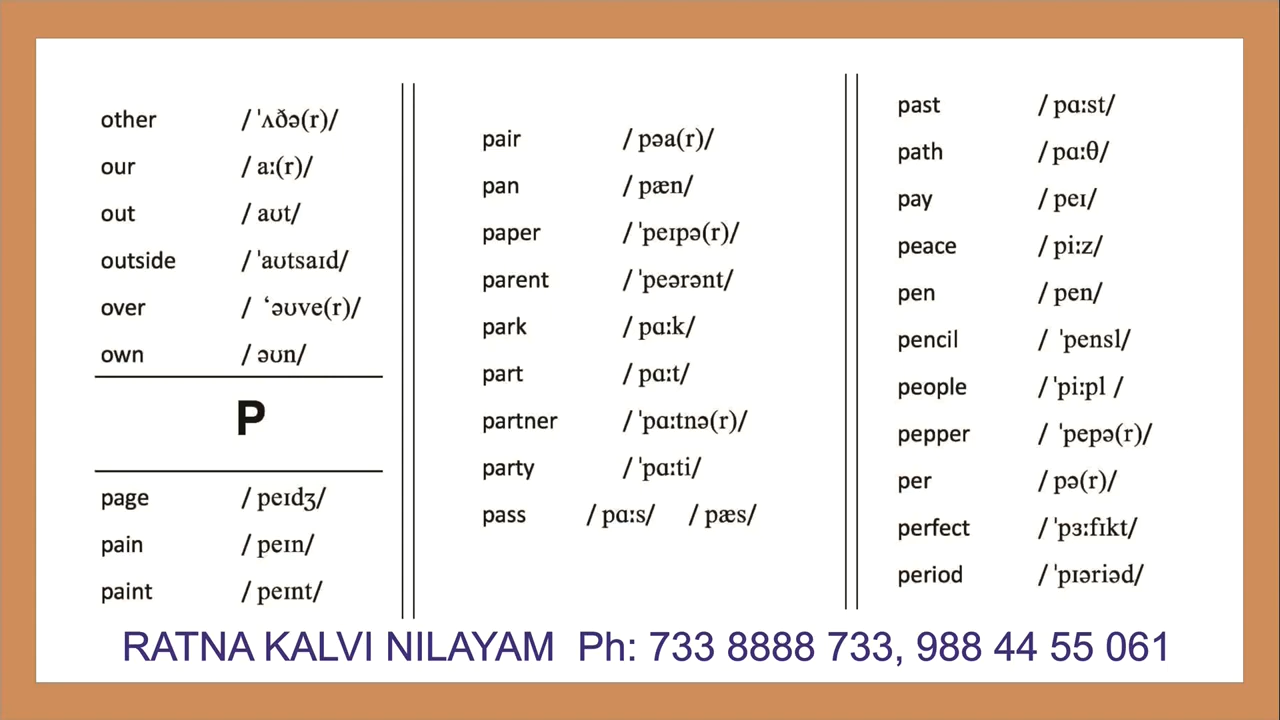 other / ˈʌðə(r)/
our / aː(r)/
out / aʊt/
outside / ˈaʊtsaɪd/
over / ʻəʊve(r)/
own / əʊn/
P
page / peɪdʒ/
pain / peɪn/
paint / peɪnt/
pair / pəa(r)/
pan / pæn/
paper / ˈpeɪpə(r)/
parent / ˈpeərənt/
park / pɑːk/
part / pɑːt/
partner / ˈpɑːtnə(r)/
party / ˈpɑːti/
pass / pɑːs/ / pæs/
past / pɑːst/
path / pɑːθ/
pay / peɪ/
peace / piːz/
pen / pen/
pencil / ˈpensl/
people / ˈpiːpl /
pepper / ˈpepə(r)/
per / pə(r)/
perfect / ˈpɜːfɪkt/
period / ˈpɪəriəd/
RATNA KALVI NILAYAM Ph: 733 8888 733, 988 44 55 061